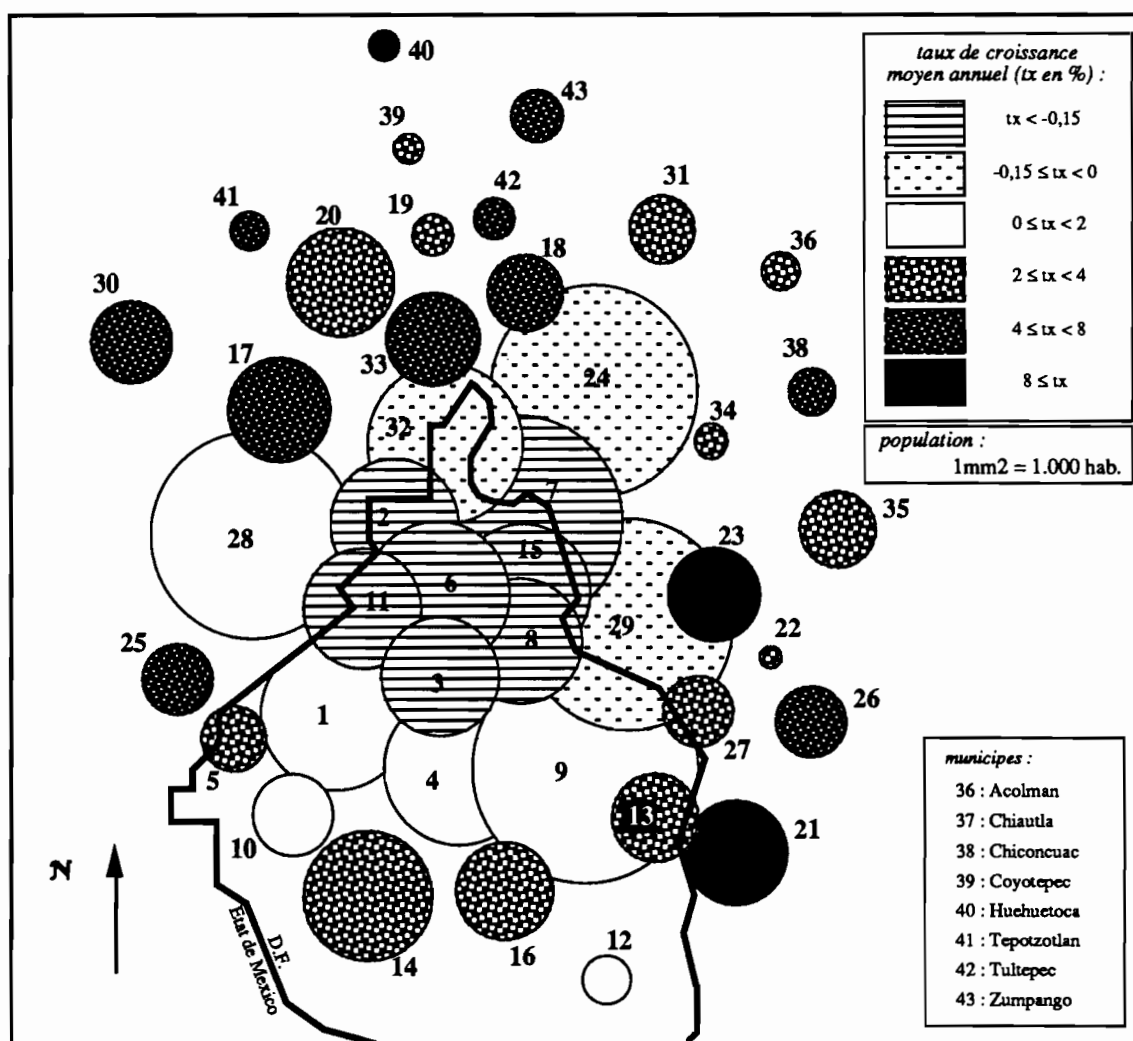 taux de croissance
moyen annuel (tx en %) :
tx < -0,15
-0,15 ≤ tx < 0
0 ≤ tx < 2
2 ≤ tx < 4
4 ≤ tx < 8
8 ≤ tx
population :
1mm2 = 1.000 hab.
40
43
39
41
20
19
42
31
36
30
18
17
33
24
38
32
34
2
7
35
28
15
23
6
11
8
29
22
25
3
26
1
27
5
4
9
13
21
10
12
14
16
N
D.F.
Etat de Mexico
municipes :
36 : Acolman
37 : Chiautla
38 : Chiconcuac
39 : Coyotepec
40 : Huehuetoca
41 : Tepotzotlan
42 : Tultepec
43 : Zumpango